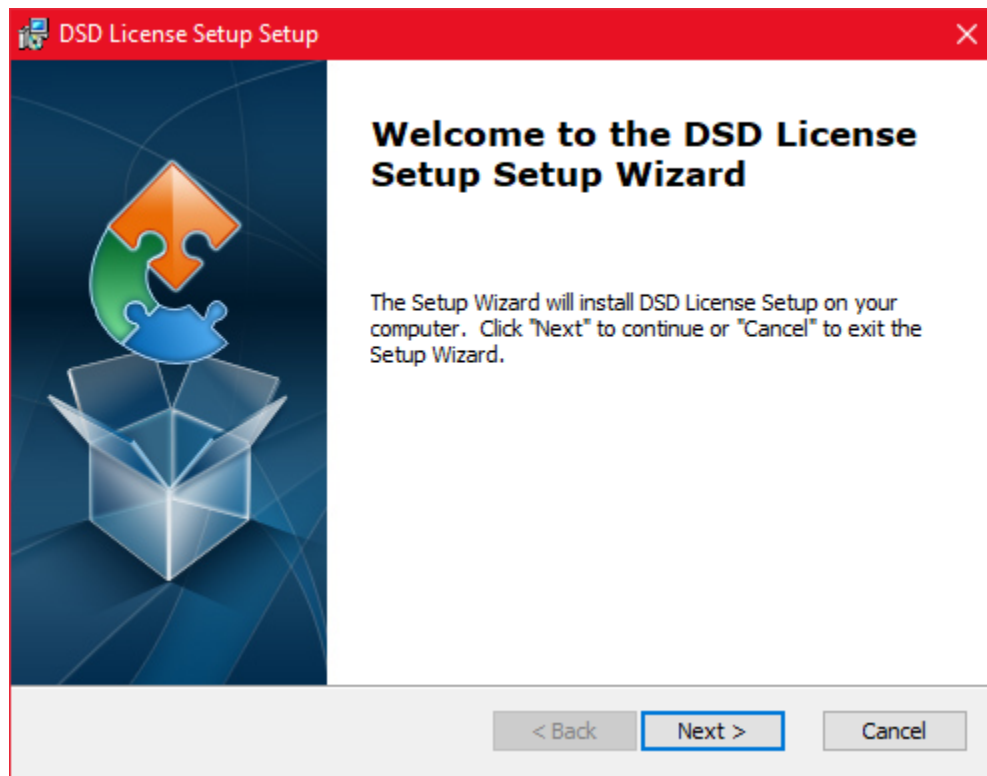 DSD License Setup Setup
Welcome to the DSD License
Setup Setup Wizard
The Setup Wizard will install DSD License Setup on your
computer.  Click "Next" to continue or "Cancel" to exit the
Setup Wizard.
< Back
Next >
Cancel